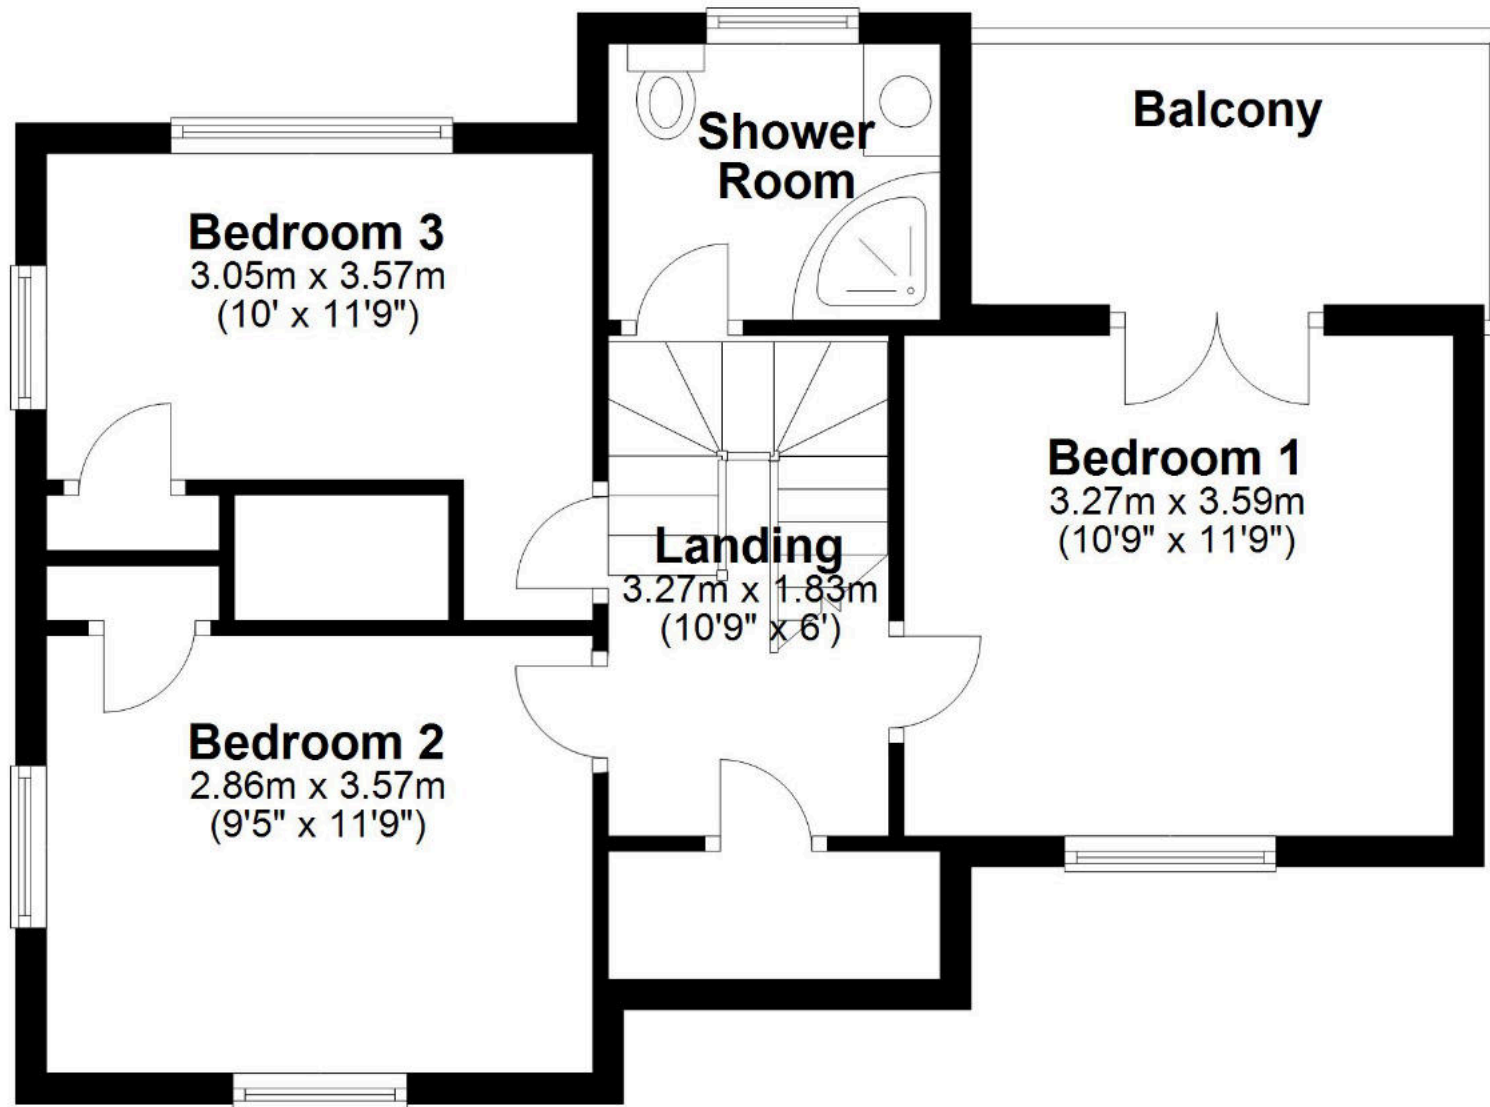 Shower
Room
Balcony
Bedroom 3
3.05m x 3.57m
(10' x 11'9")
Bedroom 1
3.27m x 3.59m
(10'9" x 11'9")
Landing
3.27m x 1.83m
(10'9" x 6')
Bedroom 2
2.86m x 3.57m
(9'5" x 11'9")